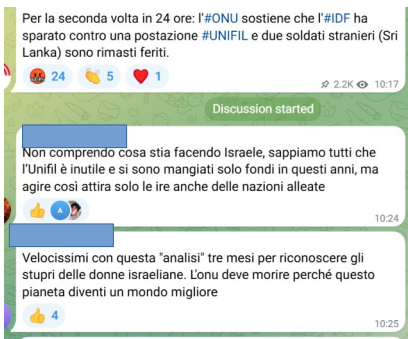 Per la seconda volta in 24 ore: l'#ONU sostiene che l'#IDF ha
sparato contro una postazione #UNIFIL e due soldati stranieri (Sri
Lanka) sono rimasti feriti.
24 5 1
2.2K 10:17
Discussion started
Non comprendo cosa stia facendo Israele, sappiamo tutti che
l'Unifil è inutile e si sono mangiati solo fondi in questi anni, ma
agire così attira solo le ire anche delle nazioni alleate
A
10:24
Velocissimi con questa "analisi" tre mesi per riconoscere gli
stupri delle donne israeliane. L'onu deve morire perché questo
pianeta diventi un mondo migliore
4
10:25